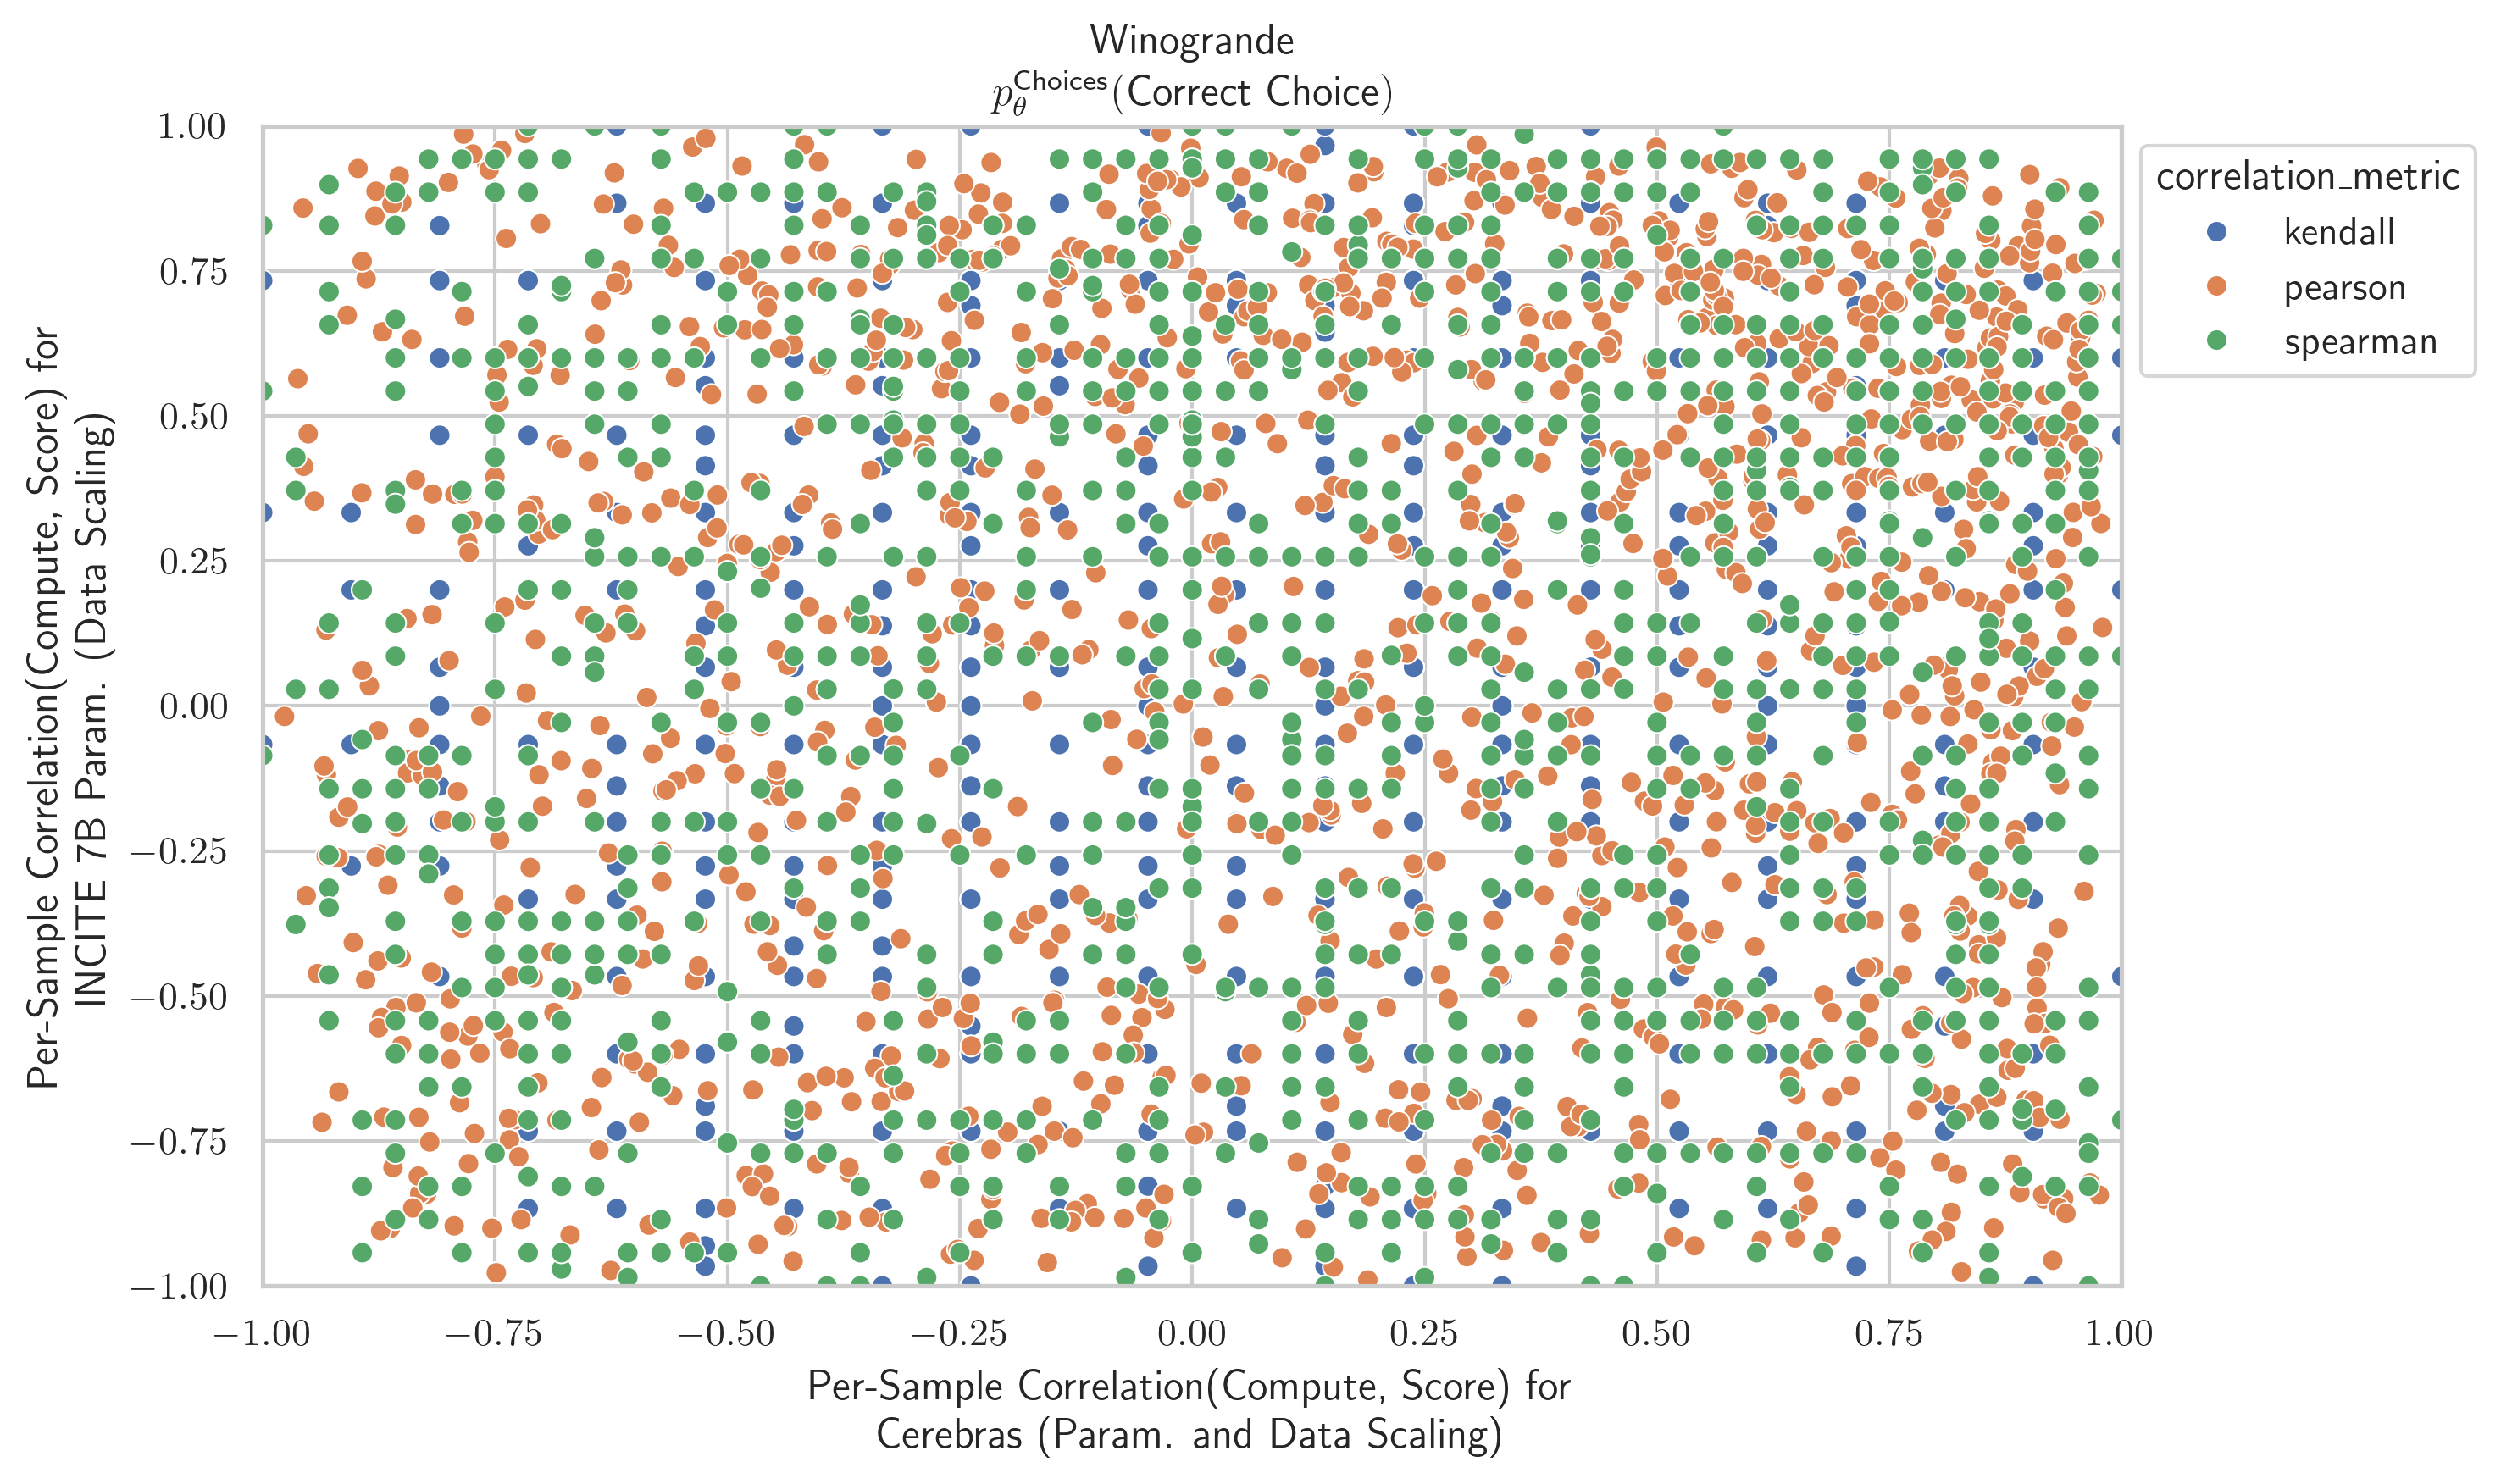 Winogrande
p_θ^Choices(Correct Choice)
1.00
0.75
0.50
0.25
0.00
−0.25
−0.50
−0.75
−1.00
Per-Sample Correlation(Compute, Score) for
INCITE 7B Param. (Data Scaling)
−1.00 −0.75 −0.50 −0.25 0.00 0.25 0.50 0.75 1.00
Per-Sample Correlation(Compute, Score) for
Cerebras (Param. and Data Scaling)
correlation_metric
kendall
pearson
spearman